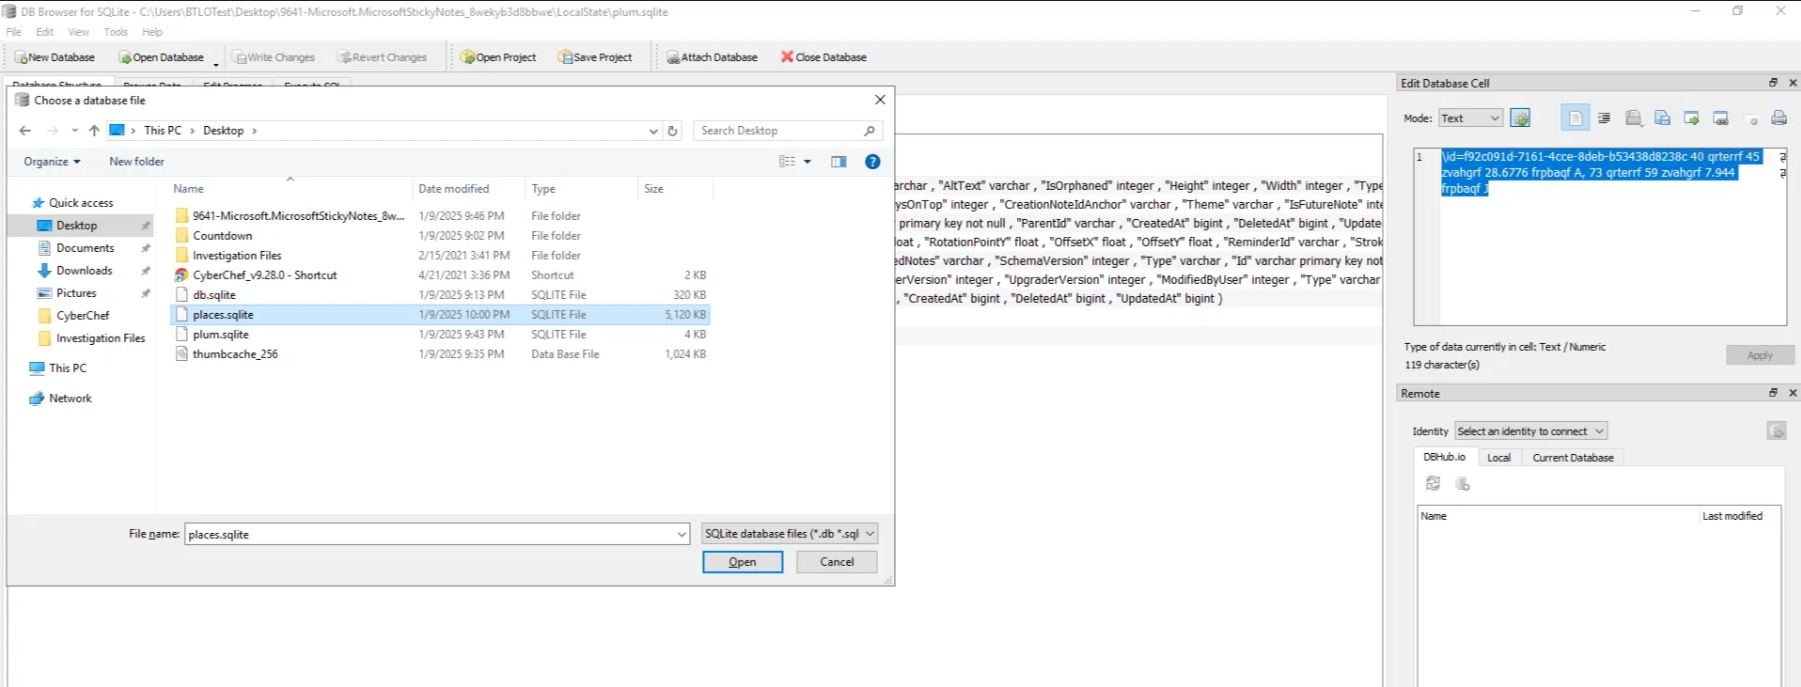 DB Browser for SQLite - C:\Users\BTLOTest\Desktop\9641-Microsoft.MicrosoftStickyNotes_8wekyb3d8bbwe\LocalState\plum.sqlite
File Edit View Tools Help
New Database Open Database Write Changes Revert Changes Open Project Save Project Attach Database Close Database
Database Structure Browse Data Edit Pragmas Execute SQL
Choose a database file
This PC > Desktop >
Search Desktop
Organize New folder
Name Date modified Type Size
Quick access
Desktop
Documents
Downloads
Pictures
CyberChef
Investigation Files
This PC
Network
9641-Microsoft.MicrosoftStickyNotes_8w... 1/9/2025 9:46 PM File folder
Countdown 1/9/2025 9:02 PM File folder
Investigation Files 2/15/2021 3:41 PM File folder
CyberChef_v9.28.0 - Shortcut 4/21/2021 3:36 PM Shortcut 2 KB
db.sqlite 1/9/2025 9:13 PM SQLITE File 320 KB
places.sqlite 1/9/2025 10:00 PM SQLITE File 5,120 KB
plum.sqlite 1/9/2025 9:43 PM SQLITE File 4 KB
thumbcache_256 1/9/2025 9:35 PM Data Base File 1,024 KB
File name: places.sqlite
SQLite database files (*.db *.sql
Open Cancel
archar , "AltText" varchar , "IsOrphaned" integer , "Height" integer , "Width" integer , "Type
ysOnTop" integer , "CreationNoteIdAnchor" varchar , "Theme" varchar , "IsFutureNote" inte
primary key not null , "ParentId" varchar , "CreatedAt" bigint , "DeletedAt" bigint , "Update
loat , "RotationPointY" float , "OffsetX" float , "OffsetY" float , "ReminderId" varchar , "Strok
edNotes" varchar , "SchemaVersion" integer , "Type" varchar , "Id" varchar primary key not
erVersion" integer , "UpgraderVersion" integer , "ModifiedByUser" integer , "Type" varchar
, "CreatedAt" bigint , "DeletedAt" bigint , "UpdatedAt" bigint )
Edit Database Cell
Mode: Text
1 \id=f92c091d-7161-4cce-8deb-b53438d8238c 40 qrterrf 45
zvahgrf 28.6776 frpbaqf A, 73 qrterrf 59 zvahgrf 7.944
frpbaqf J
Type of data currently in cell: Text / Numeric
119 character(s)
Apply
Remote
Identity Select an identity to connect
DBHub.io Local Current Database
Name Last modified